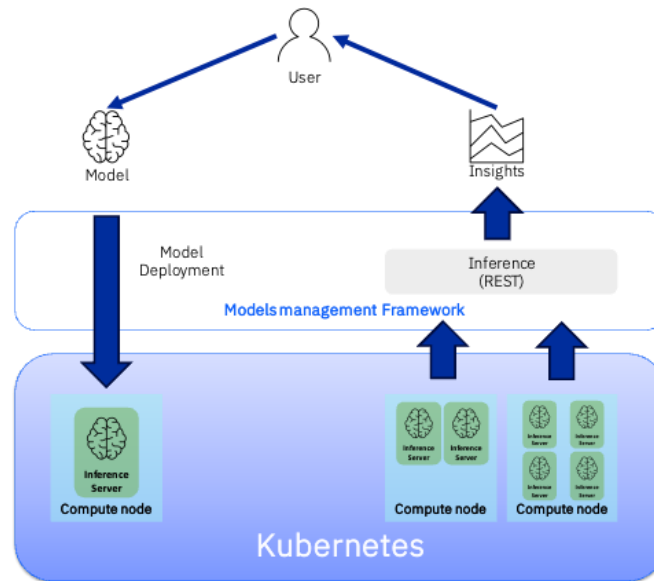 User
Model
Insights
Model
Deployment
Inference
(REST)
Models management Framework
Inference
Server
Compute node
Inference
Server
Inference
Server
Compute node
Inference
Server
Inference
Server
Inference
Server
Inference
Server
Compute node
Kubernetes